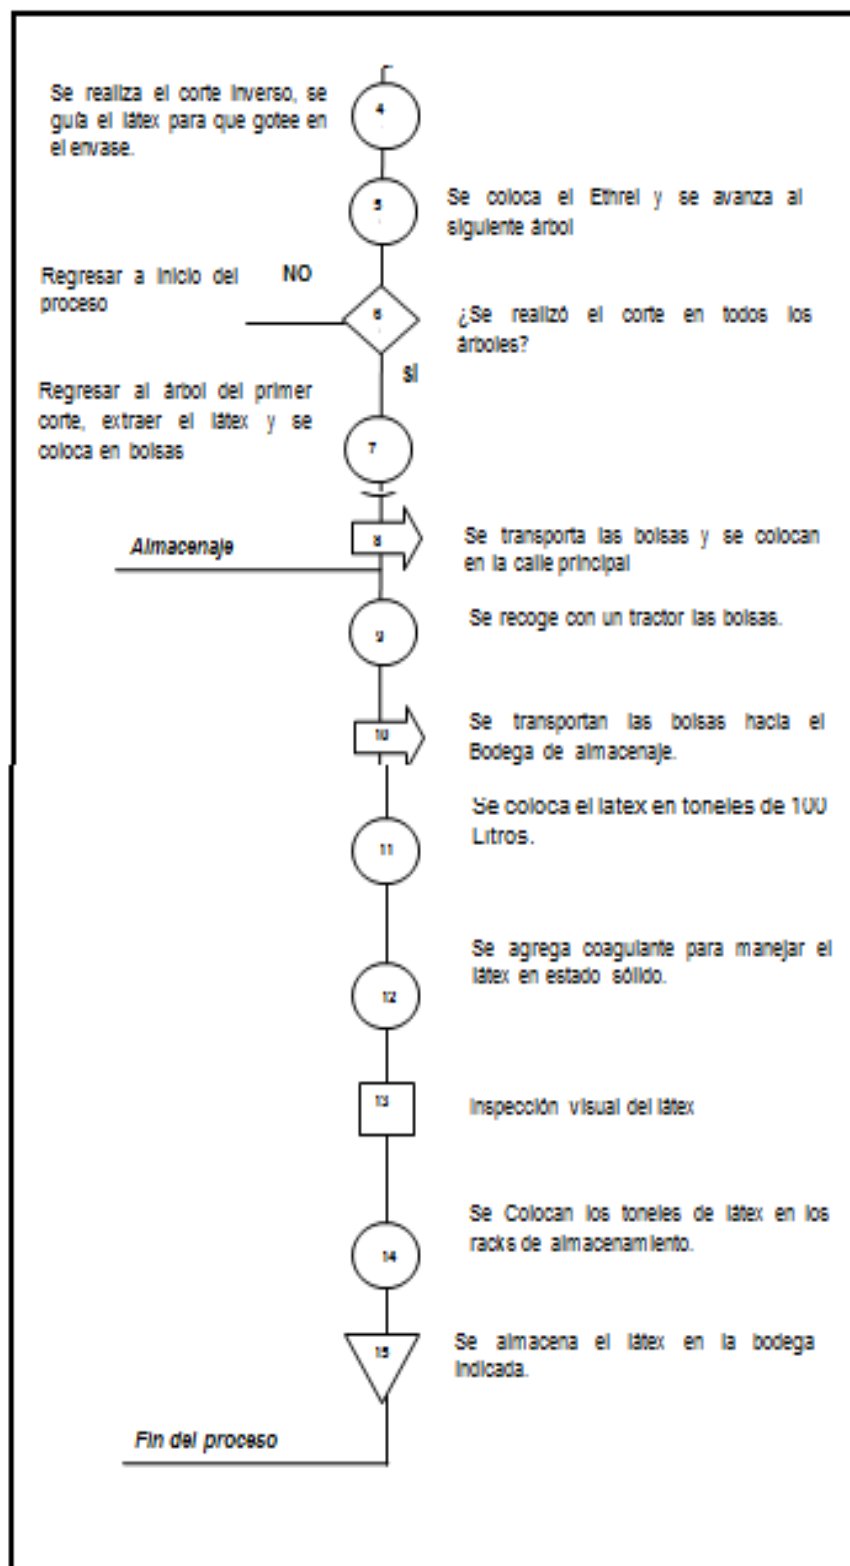 Se realiza el corte inverso, se
guía el látex para que gotee en
el envase.
4
5
Se coloca el Ethrel y se avanza al
siguiente árbol
Regresar a inicio del
proceso
NO
6
¿Se realizó el corte en todos los
árboles?
SÍ
Regresar al árbol del primer
corte, extraer el látex y se
coloca en bolsas
7
Almacenaje
8
Se transporta las bolsas y se colocan
en la calle principal
9
Se recoge con un tractor las bolsas.
10
Se transportan las bolsas hacia el
Bodega de almacenaje.
11
Se coloca el látex en toneles de 100
Litros.
12
Se agrega coagulante para manejar el
látex en estado sólido.
13
Inspección visual del látex
14
Se Colocan los toneles de látex en los
racks de almacenamiento.
15
Se almacena el látex en la bodega
indicada.
Fin del proceso